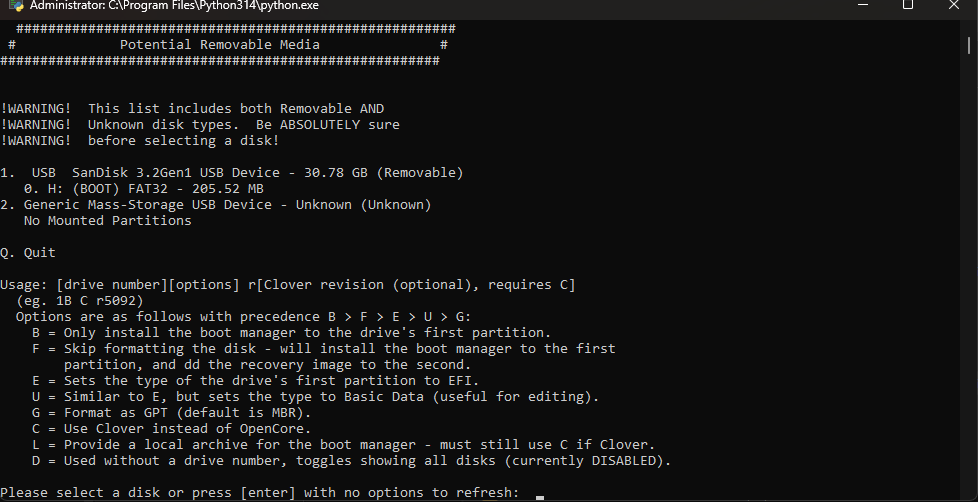 Administrator: C:\Program Files\Python314\python.exe
#######################################################
# Potential Removable Media #
#######################################################
!WARNING! This list includes both Removable AND
!WARNING! Unknown disk types. Be ABSOLUTELY sure
!WARNING! before selecting a disk!
1. USB SanDisk 3.2Gen1 USB Device - 30.78 GB (Removable)
0. H: (BOOT) FAT32 - 205.52 MB
2. Generic Mass-Storage USB Device - Unknown (Unknown)
No Mounted Partitions
Q. Quit
Usage: [drive number][options] r[Clover revision (optional), requires C]
(eg. 1B C r5092)
Options are as follows with precedence B > F > E > U > G:
B = Only install the boot manager to the drive's first partition.
F = Skip formatting the disk - will install the boot manager to the first
partition, and dd the recovery image to the second.
E = Sets the type of the drive's first partition to EFI.
U = Similar to E, but sets the type to Basic Data (useful for editing).
G = Format as GPT (default is MBR).
C = Use Clover instead of OpenCore.
L = Provide a local archive for the boot manager - must still use C if Clover.
D = Used without a drive number, toggles showing all disks (currently DISABLED).
Please select a disk or press [enter] with no options to refresh: _